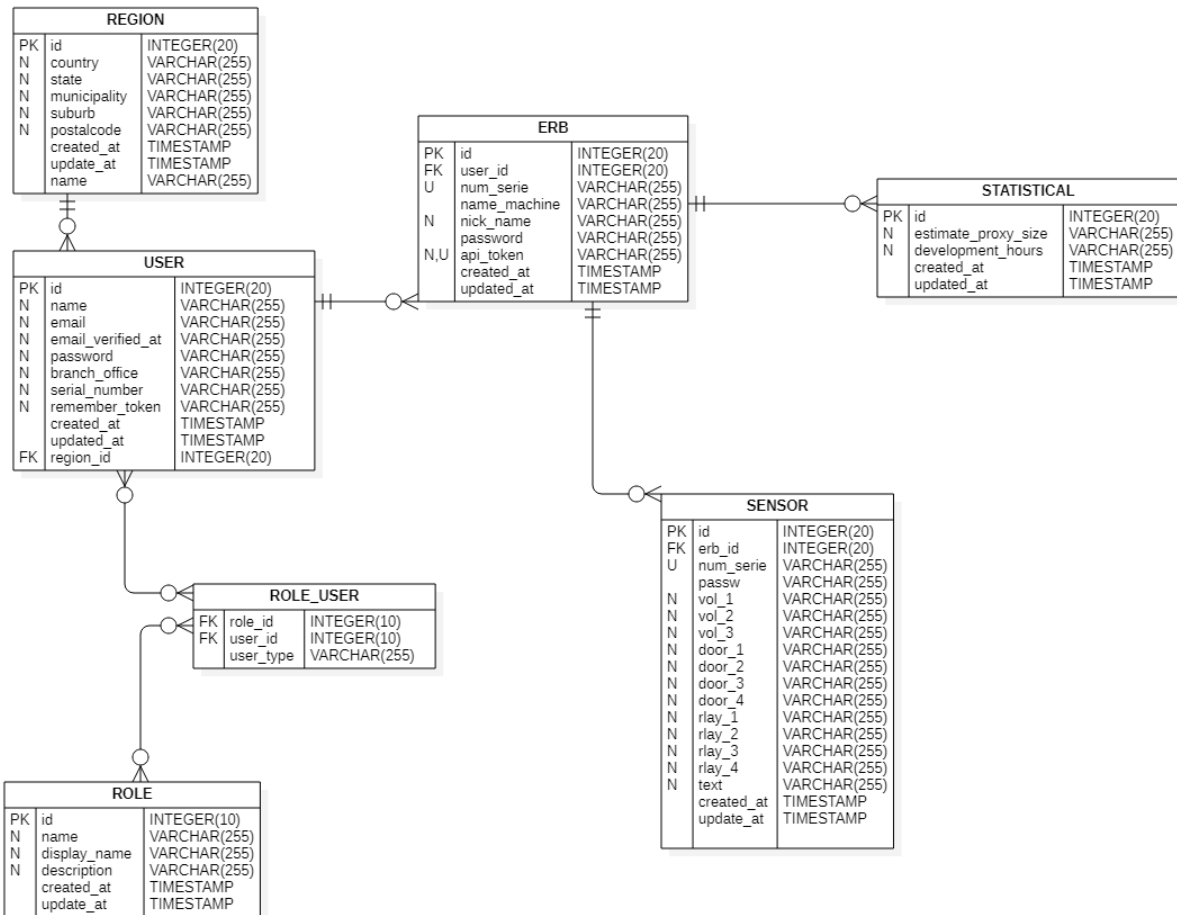 REGION
PK id INTEGER(20)
N country VARCHAR(255)
N state VARCHAR(255)
N municipality VARCHAR(255)
N suburb VARCHAR(255)
N postalcode VARCHAR(255)
created_at TIMESTAMP
update_at TIMESTAMP
name VARCHAR(255)
ERB
PK id INTEGER(20)
FK user_id INTEGER(20)
U num_serie VARCHAR(255)
name_machine VARCHAR(255)
N nick_name VARCHAR(255)
password VARCHAR(255)
N,U api_token VARCHAR(255)
created_at TIMESTAMP
updated_at TIMESTAMP
STATISTICAL
PK id INTEGER(20)
N estimate_proxy_size VARCHAR(255)
N development_hours VARCHAR(255)
created_at TIMESTAMP
updated_at TIMESTAMP
USER
PK id INTEGER(20)
N name VARCHAR(255)
N email VARCHAR(255)
N email_verified_at VARCHAR(255)
N password VARCHAR(255)
N branch_office VARCHAR(255)
N serial_number VARCHAR(255)
N remember_token VARCHAR(255)
created_at TIMESTAMP
updated_at TIMESTAMP
FK region_id INTEGER(20)
SENSOR
PK id INTEGER(20)
FK erb_id INTEGER(20)
U num_serie VARCHAR(255)
passw VARCHAR(255)
N vol_1 VARCHAR(255)
N vol_2 VARCHAR(255)
N vol_3 VARCHAR(255)
N door_1 VARCHAR(255)
N door_2 VARCHAR(255)
N door_3 VARCHAR(255)
N door_4 VARCHAR(255)
N rlay_1 VARCHAR(255)
N rlay_2 VARCHAR(255)
N rlay_3 VARCHAR(255)
N rlay_4 VARCHAR(255)
N text VARCHAR(255)
created_at TIMESTAMP
update_at TIMESTAMP
ROLE_USER
FK role_id INTEGER(10)
FK user_id INTEGER(10)
user_type VARCHAR(255)
ROLE
PK id INTEGER(10)
N name VARCHAR(255)
N display_name VARCHAR(255)
N description VARCHAR(255)
created_at TIMESTAMP
update_at TIMESTAMP